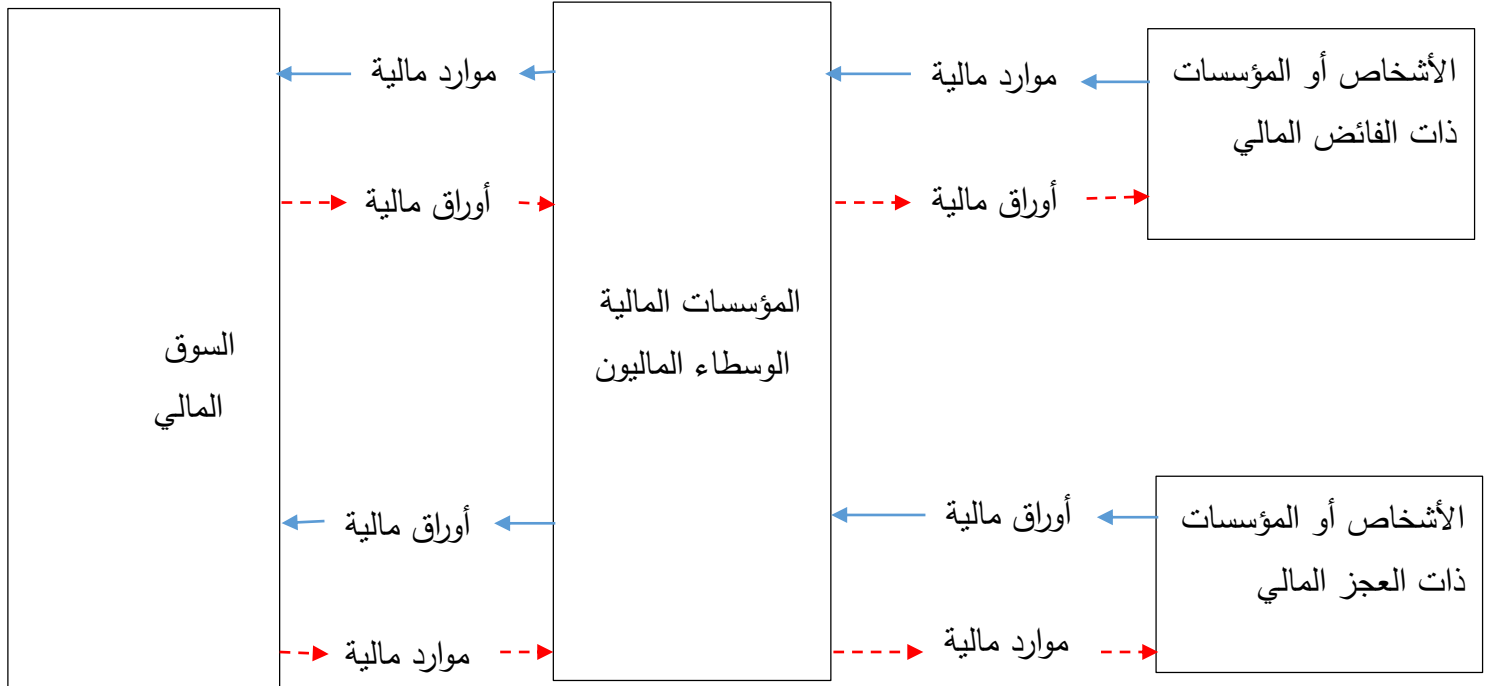 الأشخاص أو المؤسسات
ذات الفائض المالي
موارد مالية
موارد مالية
أوراق مالية
أوراق مالية
المؤسسات المالية
الوسطاء الماليون
السوق
المالي
الأشخاص أو المؤسسات
ذات العجز المالي
أوراق مالية
أوراق مالية
موارد مالية
موارد مالية